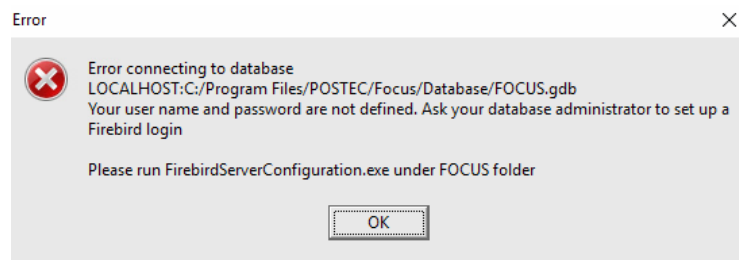 Error
Error connecting to database
LOCALHOST:C:/Program Files/POSTEC/Focus/Database/FOCUS.gdb
Your user name and password are not defined. Ask your database administrator to set up a
Firebird login
Please run FirebirdServerConfiguration.exe under FOCUS folder
OK